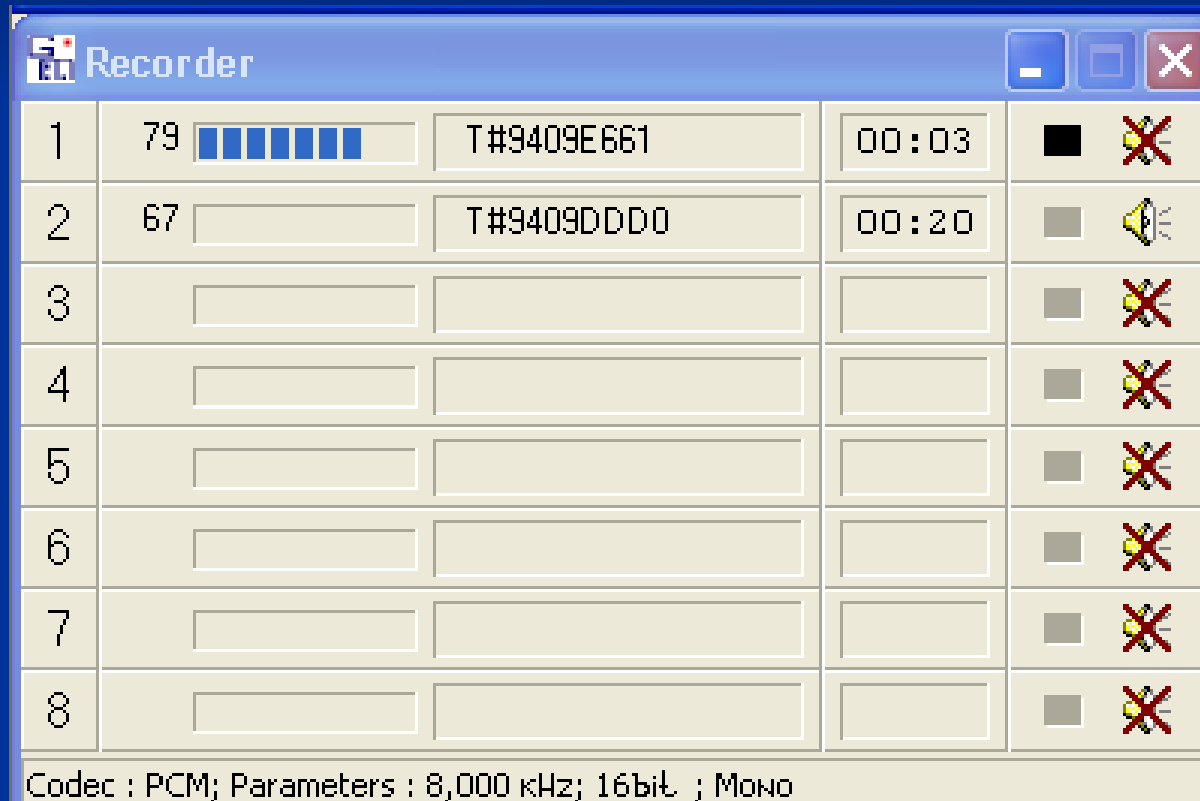 Recorder
1 79 T#9409E661 00:03
2 67 T#9409DDD0 00:20
3
4
5
6
7
8
Codec : PCM; Parameters : 8,000 кHz; 16bit ; Моно